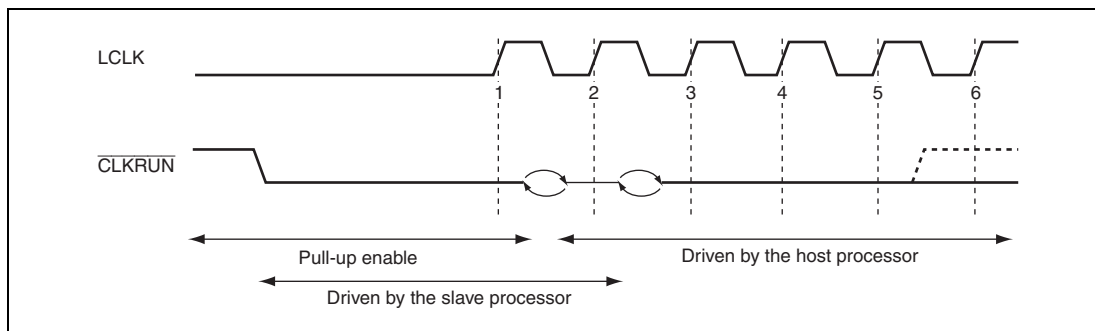 LCLK
1 2 3 4 5 6
CLKRUN
Pull-up enable
Driven by the host processor
Driven by the slave processor